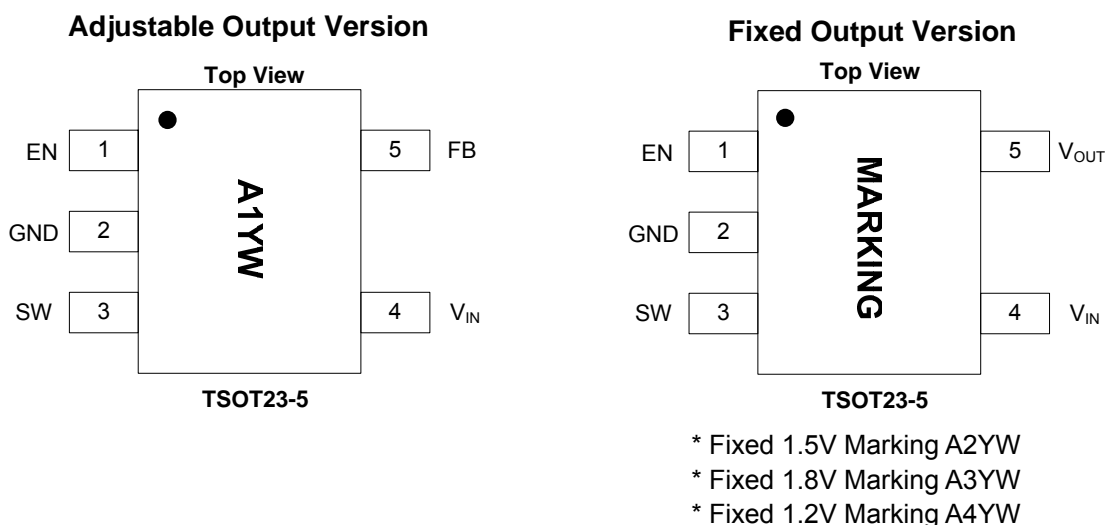 Adjustable Output Version
Top View
EN 1
5 FB
A1YW
GND 2
SW 3
4 VIN
TSOT23-5
Fixed Output Version
Top View
EN 1
5 VOUT
MARKING
GND 2
SW 3
4 VIN
TSOT23-5
* Fixed 1.5V Marking A2YW
* Fixed 1.8V Marking A3YW
* Fixed 1.2V Marking A4YW